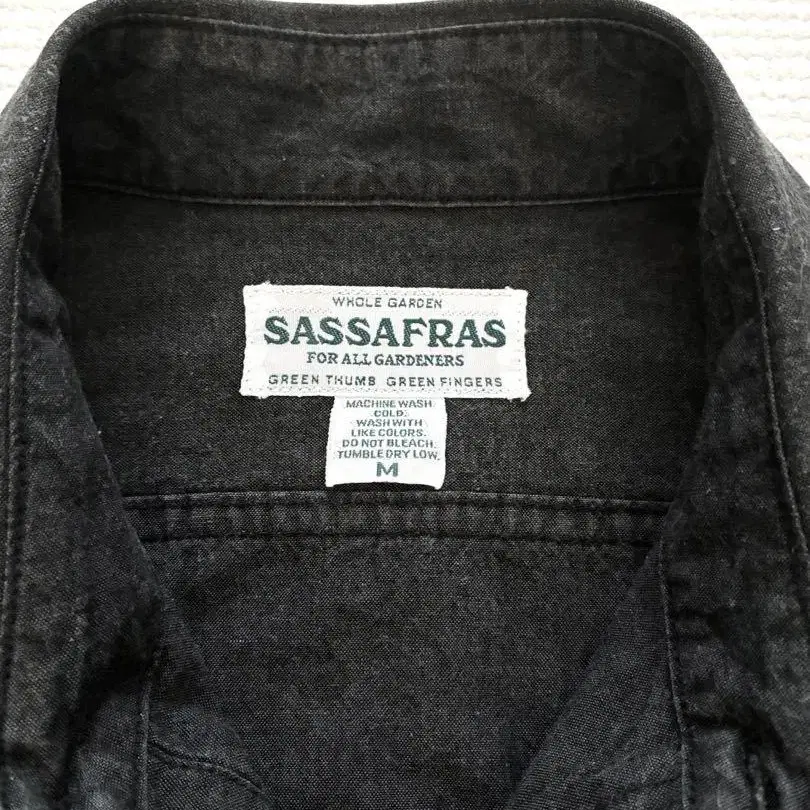 WHOLE GARDEN
SASSAFRAS
FOR ALL GARDENERS
GREEN THUMB GREEN FINGERS
MACHINE WASH
COLD.
WASH WITH
LIKE COLORS.
DO NOT BLEACH.
TUMBLE DRY LOW.
M